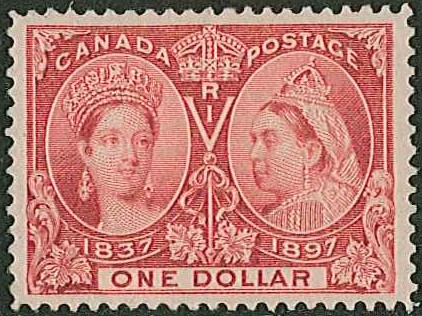 CANADA POSTAGE
V R I
1837 1897
ONE DOLLAR